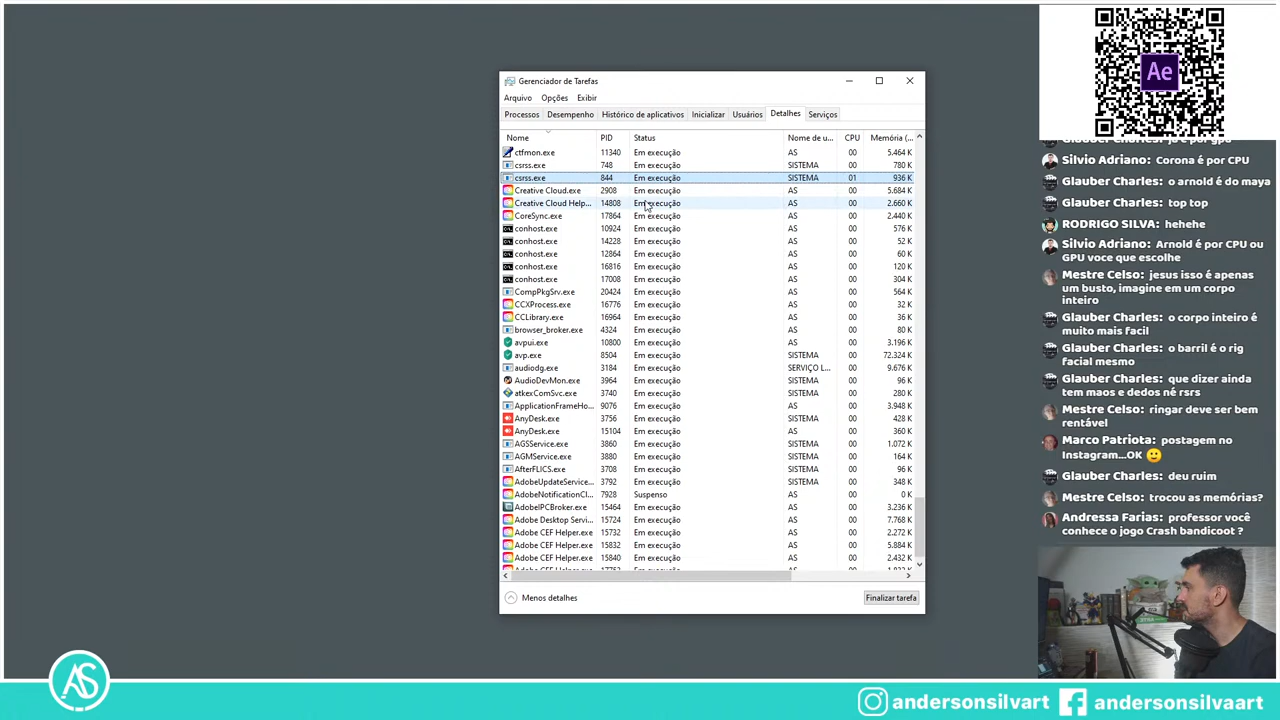 Gerenciador de Tarefas
Arquivo Opções Exibir
Processos Desempenho Histórico de aplicativos Inicializar Usuários Detalhes Serviços
Nome PID Status Nome de u... CPU Memória (...
ctfmon.exe 11340 Em execução AS 00 5.464 K
csrss.exe 748 Em execução SISTEMA 00 780 K
csrss.exe 844 Em execução SISTEMA 01 936 K
Creative Cloud.exe 2908 Em execução AS 00 5.684 K
Creative Cloud Help... 14808 Em execução AS 00 2.660 K
CoreSync.exe 17864 Em execução AS 00 2.440 K
conhost.exe 10924 Em execução AS 00 576 K
conhost.exe 14228 Em execução AS 00 52 K
conhost.exe 12864 Em execução AS 00 60 K
conhost.exe 16816 Em execução AS 00 120 K
conhost.exe 17008 Em execução AS 00 304 K
CompPkgSrv.exe 20424 Em execução AS 00 564 K
CCXProcess.exe 16776 Em execução AS 00 32 K
CCLibrary.exe 16964 Em execução AS 00 36 K
browser_broker.exe 4324 Em execução AS 00 80 K
avpui.exe 10800 Em execução AS 00 3.196 K
avp.exe 8504 Em execução SISTEMA 00 72.324 K
audiodg.exe 3184 Em execução SERVIÇO L... 00 9.676 K
AudioDevMon.exe 3964 Em execução SISTEMA 00 96 K
atkexComSvc.exe 3740 Em execução SISTEMA 00 280 K
ApplicationFrameHo... 9076 Em execução AS 00 3.948 K
AnyDesk.exe 3756 Em execução SISTEMA 00 428 K
AnyDesk.exe 15104 Em execução AS 00 360 K
AGSService.exe 3860 Em execução SISTEMA 00 1.072 K
AGMService.exe 3880 Em execução SISTEMA 00 164 K
AfterFLICS.exe 3708 Em execução SISTEMA 00 96 K
AdobeUpdateService... 3792 Em execução SISTEMA 00 348 K
AdobeNotificationCl... 7928 Suspenso AS 00 0 K
AdobeIPCBroker.exe 15464 Em execução AS 00 3.236 K
Adobe Desktop Servi... 15724 Em execução AS 00 7.768 K
Adobe CEF Helper.exe 15732 Em execução AS 00 2.272 K
Adobe CEF Helper.exe 15832 Em execução AS 00 5.884 K
Adobe CEF Helper.exe 15840 Em execução AS 00 2.432 K
Menos detalhes
Finalizar tarefa
Ae
Silvio Adriano: Corona é por CPU
Glauber Charles: o arnold é do maya
Glauber Charles: top top
RODRIGO SILVA: hehehe
Silvio Adriano: Arnold é por CPU ou
GPU voce que escolhe
Mestre Celso: jesus isso é apenas
um busto, imagine em um corpo
inteiro
Glauber Charles: o corpo inteiro é
muito mais facil
Glauber Charles: o barril é o rig
facial mesmo
Glauber Charles: que dizer ainda
tem maos e dedos né rsrs
Mestre Celso: ringar deve ser bem
rentável
Marco Patriota: postagem no
Instagram...OK 🙂
Glauber Charles: deu ruim
Mestre Celso: trocou as memórias?
Andressa Farias: professor você
conhece o jogo Crash bandicoot ?
AS
andersonsilvart
andersonsilvaart